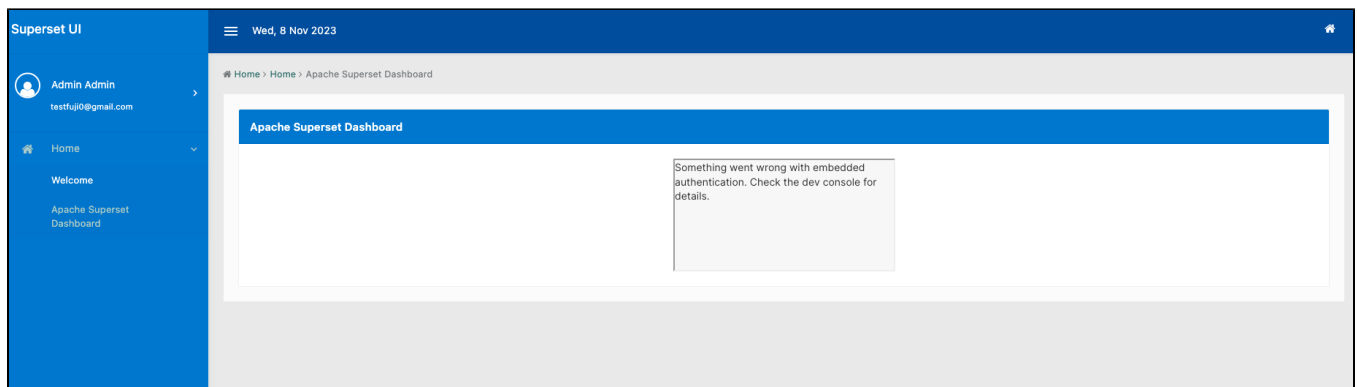 Superset UI
Wed, 8 Nov 2023
Admin Admin
testfuji0@gmail.com
Home
Welcome
Apache Superset
Dashboard
Home > Home > Apache Superset Dashboard
Apache Superset Dashboard
Something went wrong with embedded
authentication. Check the dev console for
details.